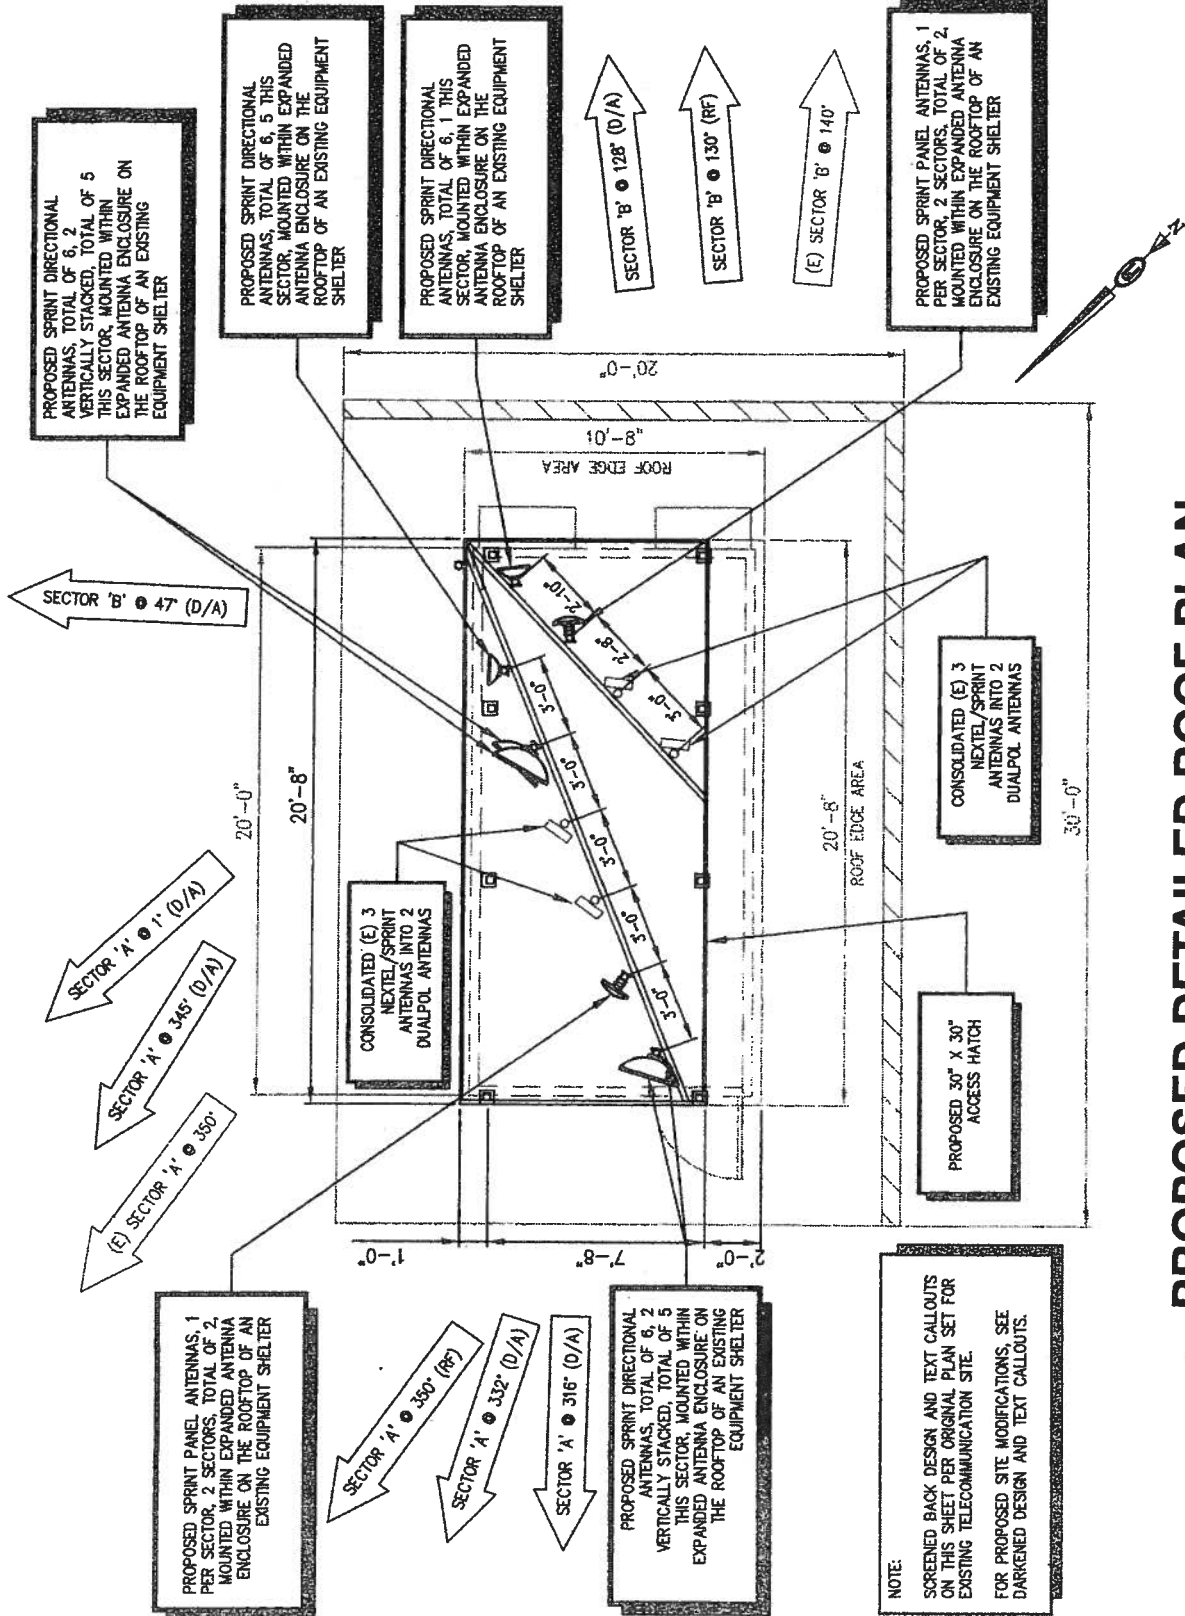 PROPOSED SPRINT DIRECTIONAL
ANTENNAS, TOTAL OF 6, 2
VERTICALLY STACKED, TOTAL OF 5
THIS SECTOR, MOUNTED WITHIN
EXPANDED ANTENNA ENCLOSURE ON
THE ROOFTOP OF AN EXISTING
EQUIPMENT SHELTER
PROPOSED SPRINT DIRECTIONAL
ANTENNAS, TOTAL OF 6, 5 THIS
SECTOR, MOUNTED WITHIN EXPANDED
ANTENNA ENCLOSURE ON THE
ROOFTOP OF AN EXISTING EQUIPMENT
SHELTER
PROPOSED SPRINT DIRECTIONAL
ANTENNAS, TOTAL OF 6, 1 THIS
SECTOR, MOUNTED WITHIN EXPANDED
ANTENNA ENCLOSURE ON THE
ROOFTOP OF AN EXISTING EQUIPMENT
SHELTER
SECTOR 'B' @ 128° (D/A)
SECTOR 'B' @ 130° (RF)
(E) SECTOR 'B' @ 140°
PROPOSED SPRINT PANEL ANTENNAS, 1
PER SECTOR, 2 SECTORS, TOTAL OF 2,
MOUNTED WITHIN EXPANDED ANTENNA
ENCLOSURE ON THE ROOFTOP OF AN
EXISTING EQUIPMENT SHELTER
N
SECTOR 'B' @ 47° (D/A)
SECTOR 'A' @ 1° (D/A)
SECTOR 'A' @ 345° (D/A)
(E) SECTOR 'A' @ 350°
20'-0"
10'-8"
ROOF EDGE AREA
20'-0"
20'-8"
CONSOLIDATED (E) 3
NEXTEL/SPRINT
ANTENNAS INTO 2
DUALPOL ANTENNAS
3'-0"
3'-0"
3'-0"
3'-0"
3'-0"
2'-10"
2'-8"
3'-0"
20'-8"
ROOF EDGE AREA
CONSOLIDATED (E) 3
NEXTEL/SPRINT
ANTENNAS INTO 2
DUALPOL ANTENNAS
30'-0"
PROPOSED 30" X 30"
ACCESS HATCH
1'-0"
7'-8"
2'-0"
PROPOSED SPRINT PANEL ANTENNAS, 1
PER SECTOR, 2 SECTORS, TOTAL OF 2,
MOUNTED WITHIN EXPANDED ANTENNA
ENCLOSURE ON THE ROOFTOP OF AN
EXISTING EQUIPMENT SHELTER
SECTOR 'A' @ 350° (RF)
SECTOR 'A' @ 332° (D/A)
SECTOR 'A' @ 316° (D/A)
PROPOSED SPRINT DIRECTIONAL
ANTENNAS, TOTAL OF 6, 2
VERTICALLY STACKED, TOTAL OF 5
THIS SECTOR, MOUNTED WITHIN
EXPANDED ANTENNA ENCLOSURE ON
THE ROOFTOP OF AN EXISTING
EQUIPMENT SHELTER
NOTE:
SCREENED BACK DESIGN AND TEXT CALLOUTS
ON THIS SHEET PER ORIGINAL PLAN SET FOR
EXISTING TELECOMMUNICATION SITE.
FOR PROPOSED SITE MODIFICATIONS, SEE
DARKENED DESIGN AND TEXT CALLOUTS.
PROPOSED DETAILED ROOF PLAN